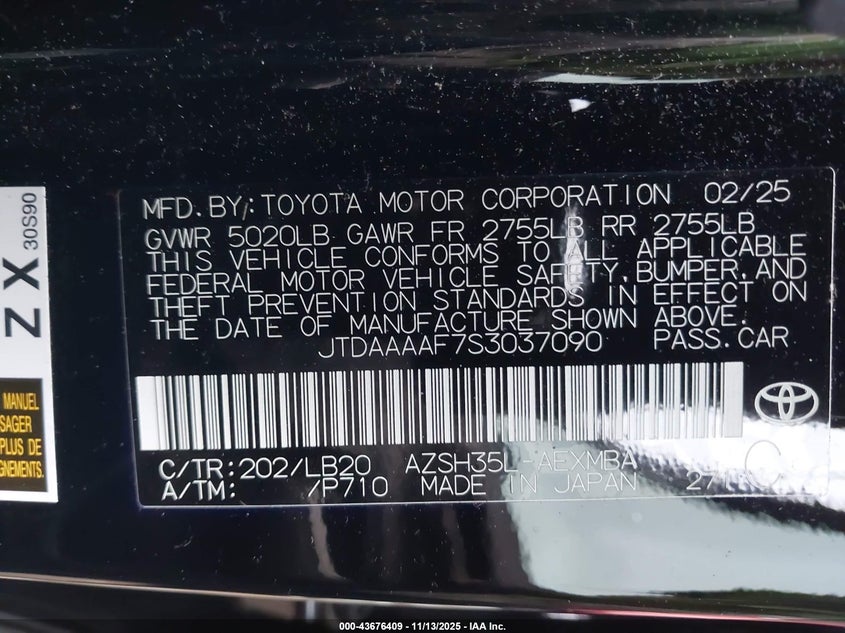 MFD.BY: TOYOTA MOTOR CORPORATION 02/25
GVWR 5020LB GAWR FR 2755LB RR 2755LB
THIS VEHICLE CONFORMS TO ALL APPLICABLE
FEDERAL MOTOR VEHICLE SAFETY, BUMPER, AND
THEFT PREVENTION STANDARDS IN EFFECT ON
THE DATE OF MANUFACTURE SHOWN ABOVE.
JTDAAAAF7S3037090 PASS.CAR
C/TR:202/LB20 AZSH35L-AEXMBA C
A/TM: /P710 MADE IN JAPAN
ZX 30S90
MANUEL
SAGER
PLUS DE
NEMENTS.
000-43676409 - 11/13/2025 - IAA Inc.